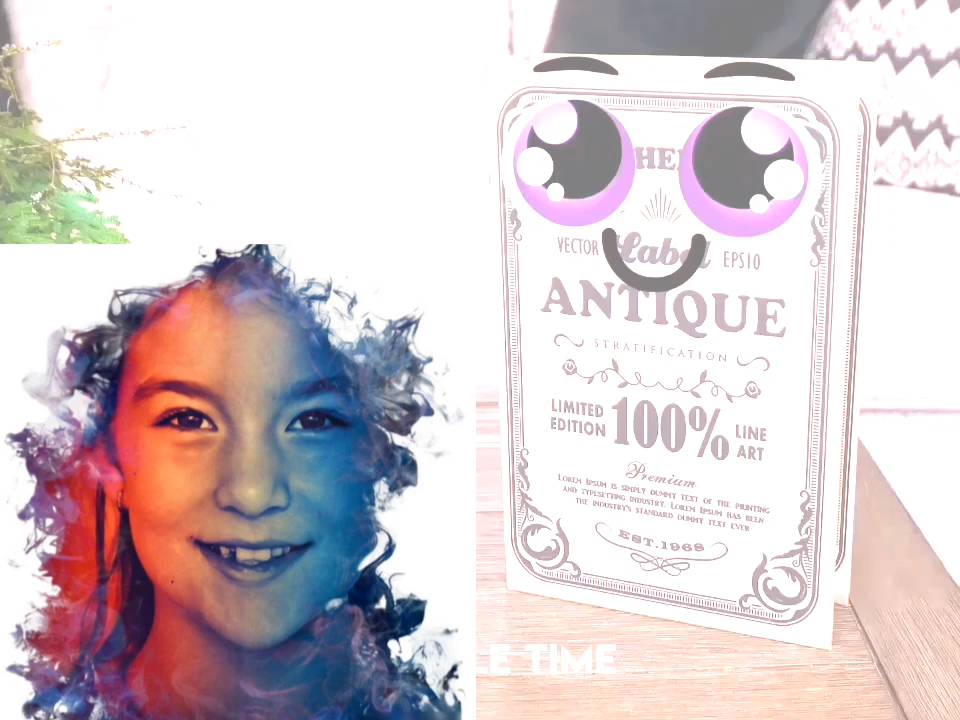 VECTOR Label EPS10
ANTIQUE
STRATIFICATION
LIMITED EDITION 100% LINE ART
Premium
LOREM IPSUM IS SIMPLY DUMMY TEXT OF THE PRINTING
AND TYPESETTING INDUSTRY. LOREM IPSUM HAS BEEN
THE INDUSTRY'S STANDARD DUMMY TEXT EVER
EST.1968
TIME